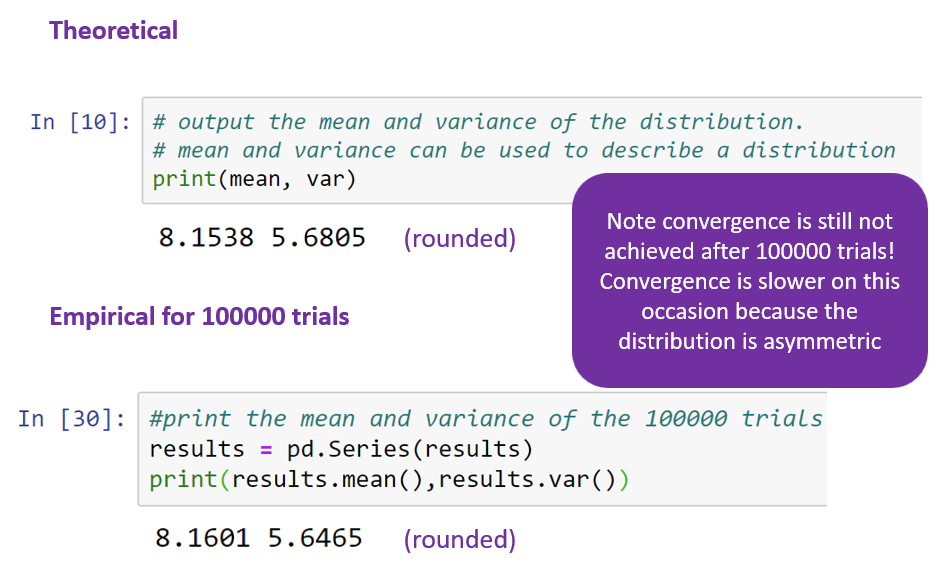 Theoretical
In [10]: # output the mean and variance of the distribution.
# mean and variance can be used to describe a distribution
print(mean, var)
8.1538 5.6805 (rounded)
Note convergence is still not
achieved after 100000 trials!
Convergence is slower on this
occasion because the
distribution is asymmetric
Empirical for 100000 trials
In [30]: #print the mean and variance of the 100000 trials
results = pd.Series(results)
print(results.mean(),results.var())
8.1601 5.6465 (rounded)